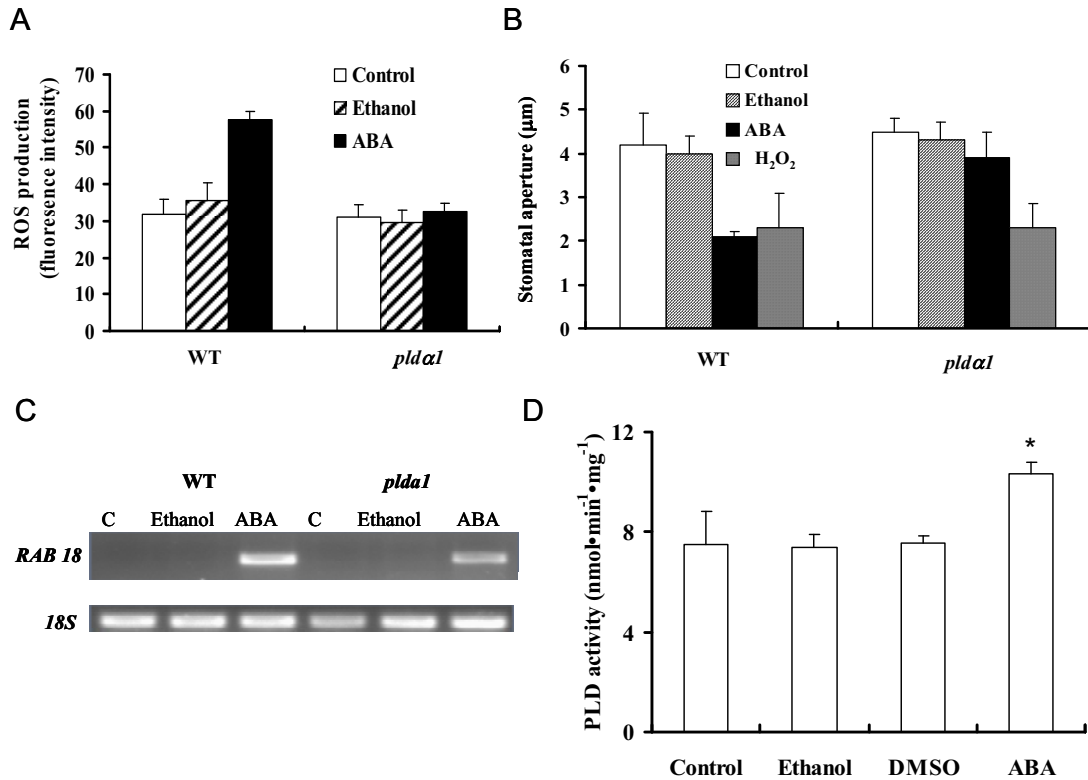 A
ROS production
(fluoresence intensity)
70
60
50
40
30
20
10
0
Control
Ethanol
ABA
WT
pldα1
B
Stomatal aperture (μm)
6
5
4
3
2
1
0
Control
Ethanol
ABA
H₂O₂
WT
pldα1
C
WT plda1
C Ethanol ABA C Ethanol ABA
RAB 18
18S
D
PLD activity (nmol•min⁻¹•mg⁻¹)
12
8
4
0
*
Control Ethanol DMSO ABA